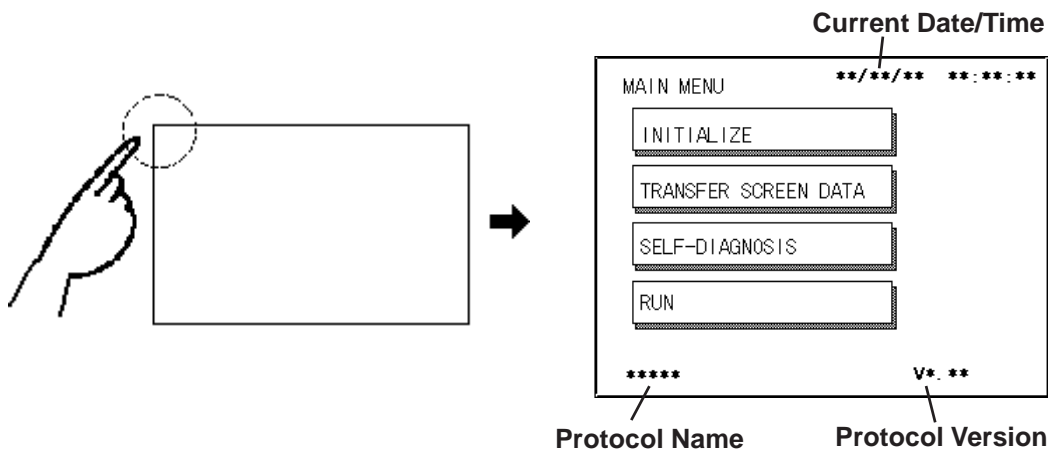 Current Date/Time
MAIN MENU **/**/** **:**:**
INITIALIZE
TRANSFER SCREEN DATA
SELF-DIAGNOSIS
RUN
***** V*.**
Protocol Name Protocol Version